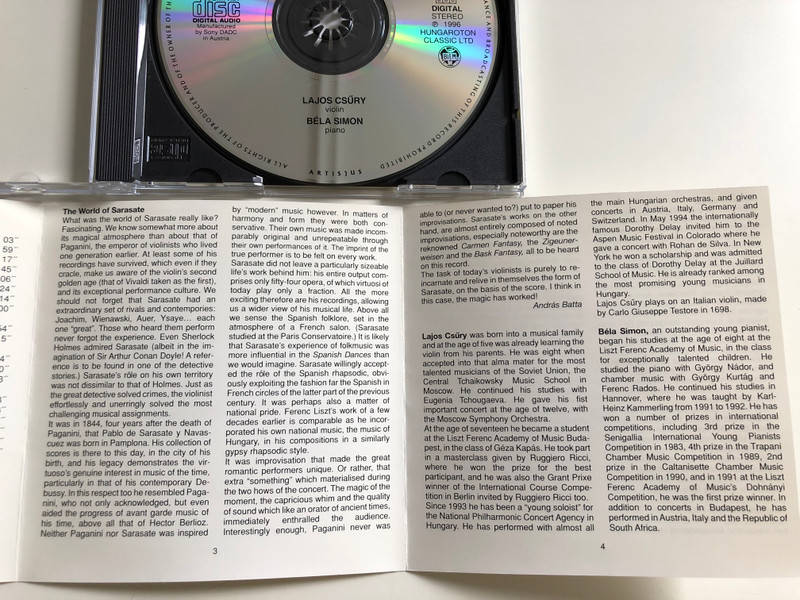 disc
DIGITAL AUDIO
Manufactured
by Sony DADC
in Austria
DIGITAL
STEREO
℗ 1996
HUNGAROTON
CLASSIC LTD
LAJOS CSŰRY
violin
BÉLA SIMON
piano
ALL RIGHTS OF THE PRODUCER AND OF THE OWNER OF TH
ANCE AND BROADCASTING OF THIS RECORD PROHIBITED
ARTISJUS
03"
59"
17"
45"
06"
24"
14"
00"
The World of Sarasate
What was the world of Sarasate really like?
Fascinating. We know somewhat more about
its magical atmosphere than about that of
Paganini, the emperor of violinists who lived
one generation earlier. At least some of his
recordings have survived, which even if they
crackle, make us aware of the violin's second
golden age (that of Vivaldi taken as the first),
and its exceptional performance culture. We
should not forget that Sarasate had an
extraordinary set of rivals and contempories:
Joachim, Wienawski, Auer, Ysaye... each
one "great". Those who heard them perform
never forgot the experience. Even Sherlock
Holmes admired Sarasate (albeit in the im-
agination of Sir Arthur Conan Doyle! A refer-
ence is to be found in one of the detective
stories.) Sarasate's rôle on his own territory
was not dissimilar to that of Holmes. Just as
the great detective solved crimes, the violinist
effortlessly and unerringly solved the most
challenging musical assignments.
It was in 1844, four years after the death of
Paganini, that Pablo de Sarasate y Navas-
cuez was born in Pamplona. His collection of
scores is there to this day, in the city of his
birth, and his legacy demonstrates the vir-
tuoso's genuine interest in music of the time,
particularly in that of his contemporary De-
bussy. In this respect too he resembled Paga-
nini, who not only acknowledged, but even
aided the progress of avant garde music of
his time, above all that of Hector Berlioz.
Neither Paganini nor Sarasate was inspired
3
by "modern" music however. In matters of
harmony and form they were both con-
servative. Their own music was made incom-
parably original and unrepeatable through
their own performances of it. The imprint of the
true performer is to be felt on every work.
Sarasate did not leave a particularly sizeable
life's work behind him: his entire output com-
prises only fifty-four opus, of which virtuosi of
today play only a fraction. All the more
exciting therefore are his recordings, allowing
us a wider view of his musical life. Above all
we sense the Spanish folklore, set in the
atmosphere of a French salon. (Sarasate
studied at the Paris Conservatoire.) It is likely
that Sarasate's experience of folkmusic was
more influential in the Spanish Dances than
we would imagine. Sarasate willingly accept-
ed the rôle of the Spanish rhapsodic, obvi-
ously exploiting the fashion for the Spanish in
French circles of the latter part of the previous
century. It was perhaps also a matter of
national pride. Ferenc Liszt's work of a few
decades earlier is comparable as he incor-
porated his own national music, the music of
Hungary, in his compositions in a similarly
gypsy rhapsodic style.
It was improvisation that made the great
romantic performers unique. Or rather, that
extra "something" which materialised during
the two hows of the concert. The magic of the
moment, the capricious whim and the quality
of sound which like an orator of ancient times,
immediately enthralled the audience.
Interestingly enough, Paganini never was
able to (or never wanted to?) put to paper his
improvisations. Sarasate's works on the other
hand, are almost entirely composed of noted
improvisations, especially noteworthy are the
reknowned Carmen Fantasy, the Zigeuner-
weisen and the Bask Fantasy, all to be heard
on this record.
The task of today's violinists is purely to re-
incarnate and relive in themselves the form of
Sarasate, on the basis of the score. I think in
this case, the magic has worked!
András Batta
Lajos Csűry was born into a musical family
and at the age of five was already learning the
violin from his parents. He was eight when
accepted into that alma mater for the most
talented musicians of the Soviet Union, the
Central Tchaikowsky Music School in
Moscow. He continued his studies with
Eugenia Tchougaeva. He gave his fist
important concert at the age of twelve, with
the Moscow Symphony Orchestra.
At the age of seventeen he became a student
at the Liszt Ferenc Academy of Music Buda-
pest, in the class of Géza Kapás. He took part
in a masterclass given by Ruggiero Ricci,
where he won the prize for the best
participant, and he was also the Grant Prize
winner of the International Course Compe-
tition in Berlin invited by Ruggiero Ricci too.
Since 1993 he has been a "young soloist" for
the National Philharmonic Concert Agency in
Hungary. He has performed with almost all
the main Hungarian orchestras, and given
concerts in Austria, Italy, Germany and
Switzerland. In May 1994 the internationally
famous Dorothy Delay invited him to the
Aspen Music Festival in Colorado where he
gave a concert with Rohan de Silva. In New
York he won a scholarship and was admitted
to the class of Dorothy Delay at the Juillard
School of Music. He is already ranked among
the most promising young musicians in
Hungary.
Lajos Csűry plays on an Italian violin, made
by Carlo Giuseppe Testore in 1698.
Béla Simon, an outstanding young pianist,
began his studies at the age of eight at the
Liszt Ferenc Academy of Music, in the class
for exceptionally talented children. He
studied the piano with György Nádor, and
chamber music with György Kurtág and
Ferenc Rados. He continued his studies in
Hannover, where he was taught by Karl-
Heinz Kammerling from 1991 to 1992. He has
won a number of prizes in international
competitions, including 3rd prize in the
Senigallia International Young Pianists
Competition in 1983, 4th prize in the Trapani
Chamber Music Competition in 1989, 2nd
prize in the Caltanisette Chamber Music
Competition in 1990, and in 1991 at the Liszt
Ferenc Academy of Music's Dohnányi
Competition, he was the first prize winner. In
addition to concerts in Budapest, he has
performed in Austria, Italy and the Republic of
South Africa.
4